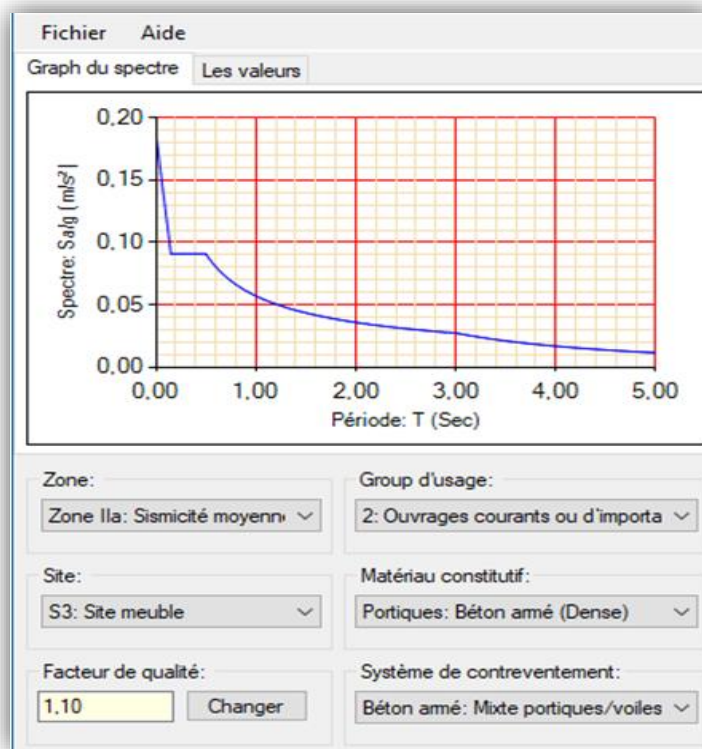 Fichier Aide
Graph du spectre Les valeurs
Spectre: Sa/g [m/s²]
0,20
0,15
0,10
0,05
0,00
0,00 1,00 2,00 3,00 4,00 5,00
Période: T (Sec)
Zone: Group d'usage:
Zone IIa: Sismicité moyenn 2: Ouvrages courants ou d'importa
Site: Matériau constitutif:
S3: Site meuble Portiques: Béton armé (Dense)
Facteur de qualité: Système de contreventement:
1,10 Changer Béton armé: Mixte portiques/voiles